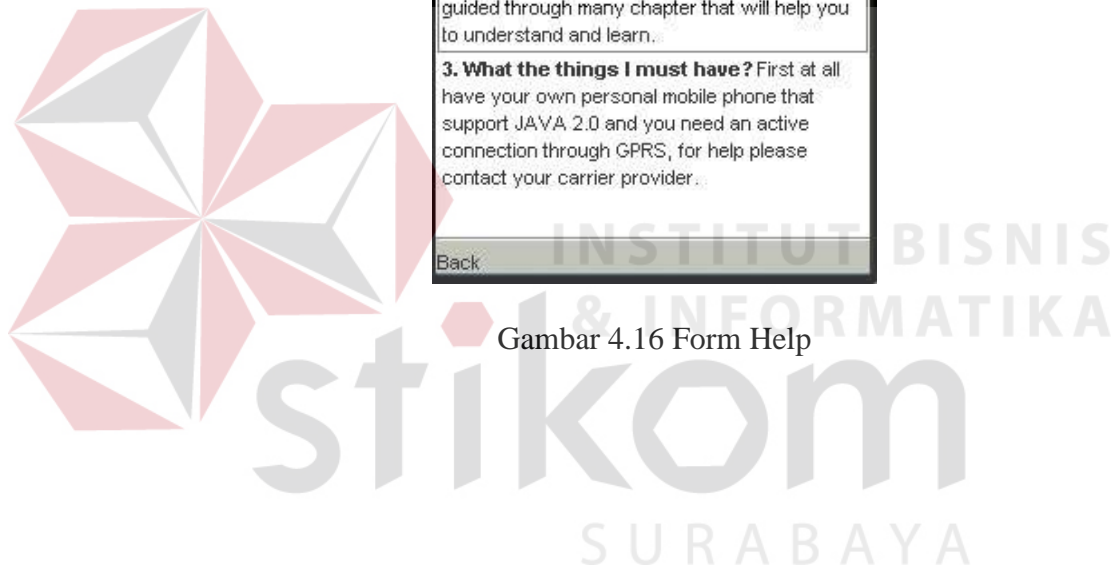 guided through many chapter that will help you
to understand and learn.
3. What the things I must have? First at all
have your own personal mobile phone that
support JAVA 2.0 and you need an active
connection through GPRS, for help please
contact your carrier provider.
Back
INSTITUT BISNIS
& INFORMATIKA
Gambar 4.16 Form Help
stikom
SURABAYA